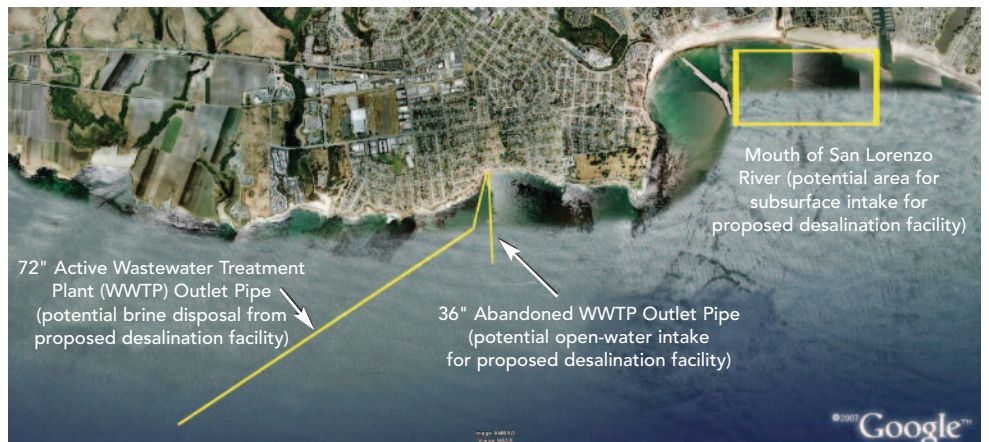 Mouth of San Lorenzo
River (potential area for
subsurface intake for
proposed desalination facility)
72" Active Wastewater Treatment
Plant (WWTP) Outlet Pipe
(potential brine disposal from
proposed desalination facility)
36" Abandoned WWTP Outlet Pipe
(potential open-water intake
for proposed desalination facility)
©2007 Google™